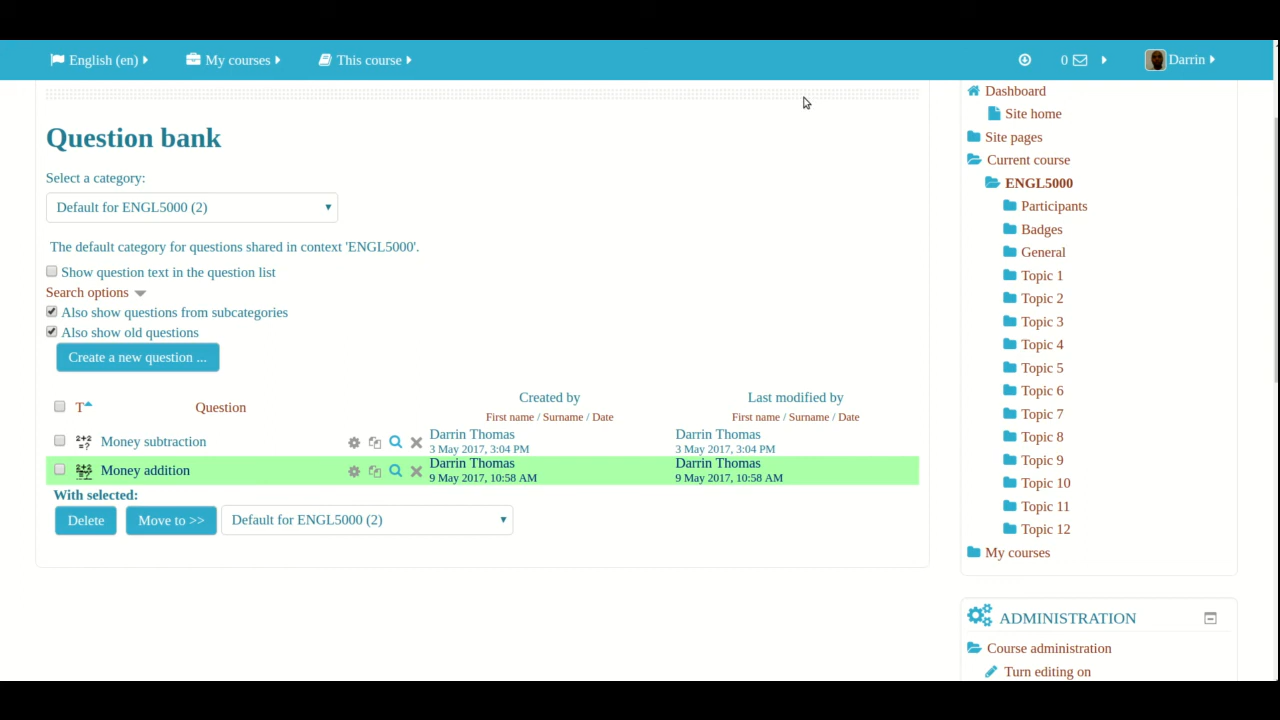 English (en) My courses This course 0 Darrin
Question bank
Select a category:
Default for ENGL5000 (2)
The default category for questions shared in context 'ENGL5000'.
Show question text in the question list
Search options
Also show questions from subcategories
Also show old questions
Create a new question ...
T Question Created by Last modified by
First name / Surname / Date First name / Surname / Date
Money subtraction Darrin Thomas Darrin Thomas
3 May 2017, 3:04 PM 3 May 2017, 3:04 PM
Money addition Darrin Thomas Darrin Thomas
9 May 2017, 10:58 AM 9 May 2017, 10:58 AM
With selected:
Delete Move to >> Default for ENGL5000 (2)
Dashboard
Site home
Site pages
Current course
ENGL5000
Participants
Badges
General
Topic 1
Topic 2
Topic 3
Topic 4
Topic 5
Topic 6
Topic 7
Topic 8
Topic 9
Topic 10
Topic 11
Topic 12
My courses
ADMINISTRATION
Course administration
Turn editing on